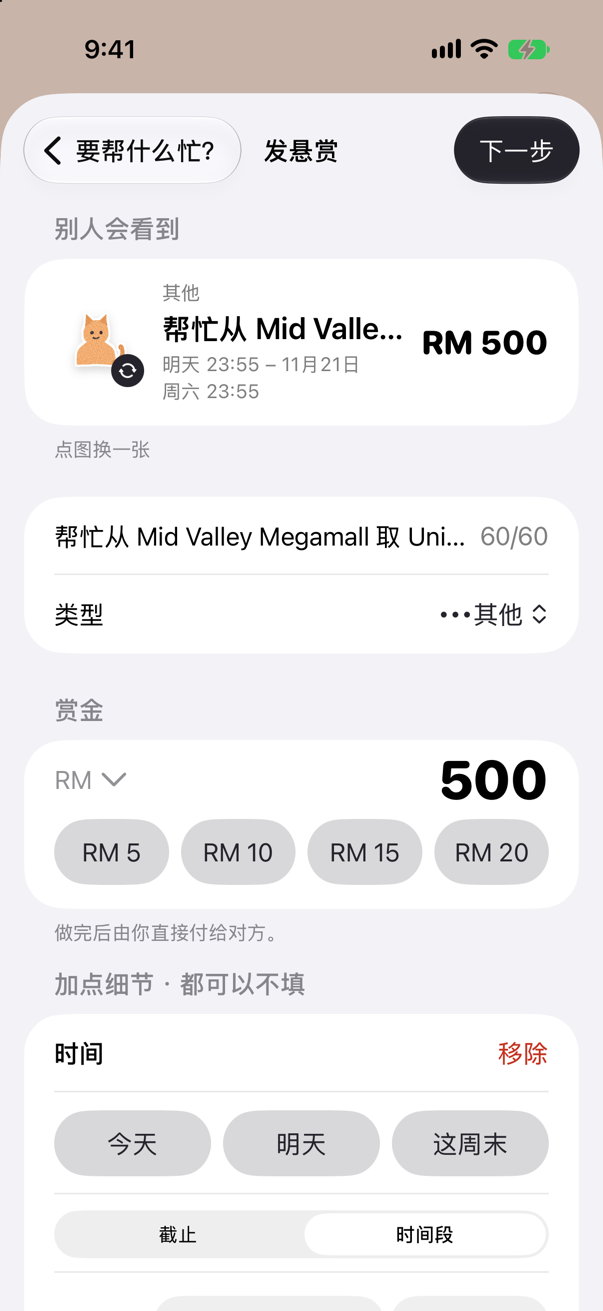 9:41
要帮什么忙?
发悬赏
下一步
别人会看到
其他
帮忙从 Mid Valle...
RM 500
明天 23:55 – 11月21日
周六 23:55
点图换一张
帮忙从 Mid Valley Megamall 取 Uni... 60/60
类型 •••其他
赏金
RM 500
RM 5 RM 10 RM 15 RM 20
做完后由你直接付给对方。
加点细节 · 都可以不填
时间 移除
今天 明天 这周末
截止 时间段